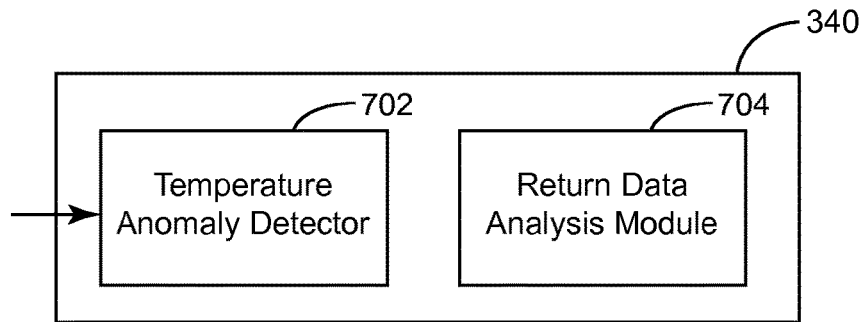 340
702
704
Temperature
Anomaly Detector
Return Data
Analysis Module